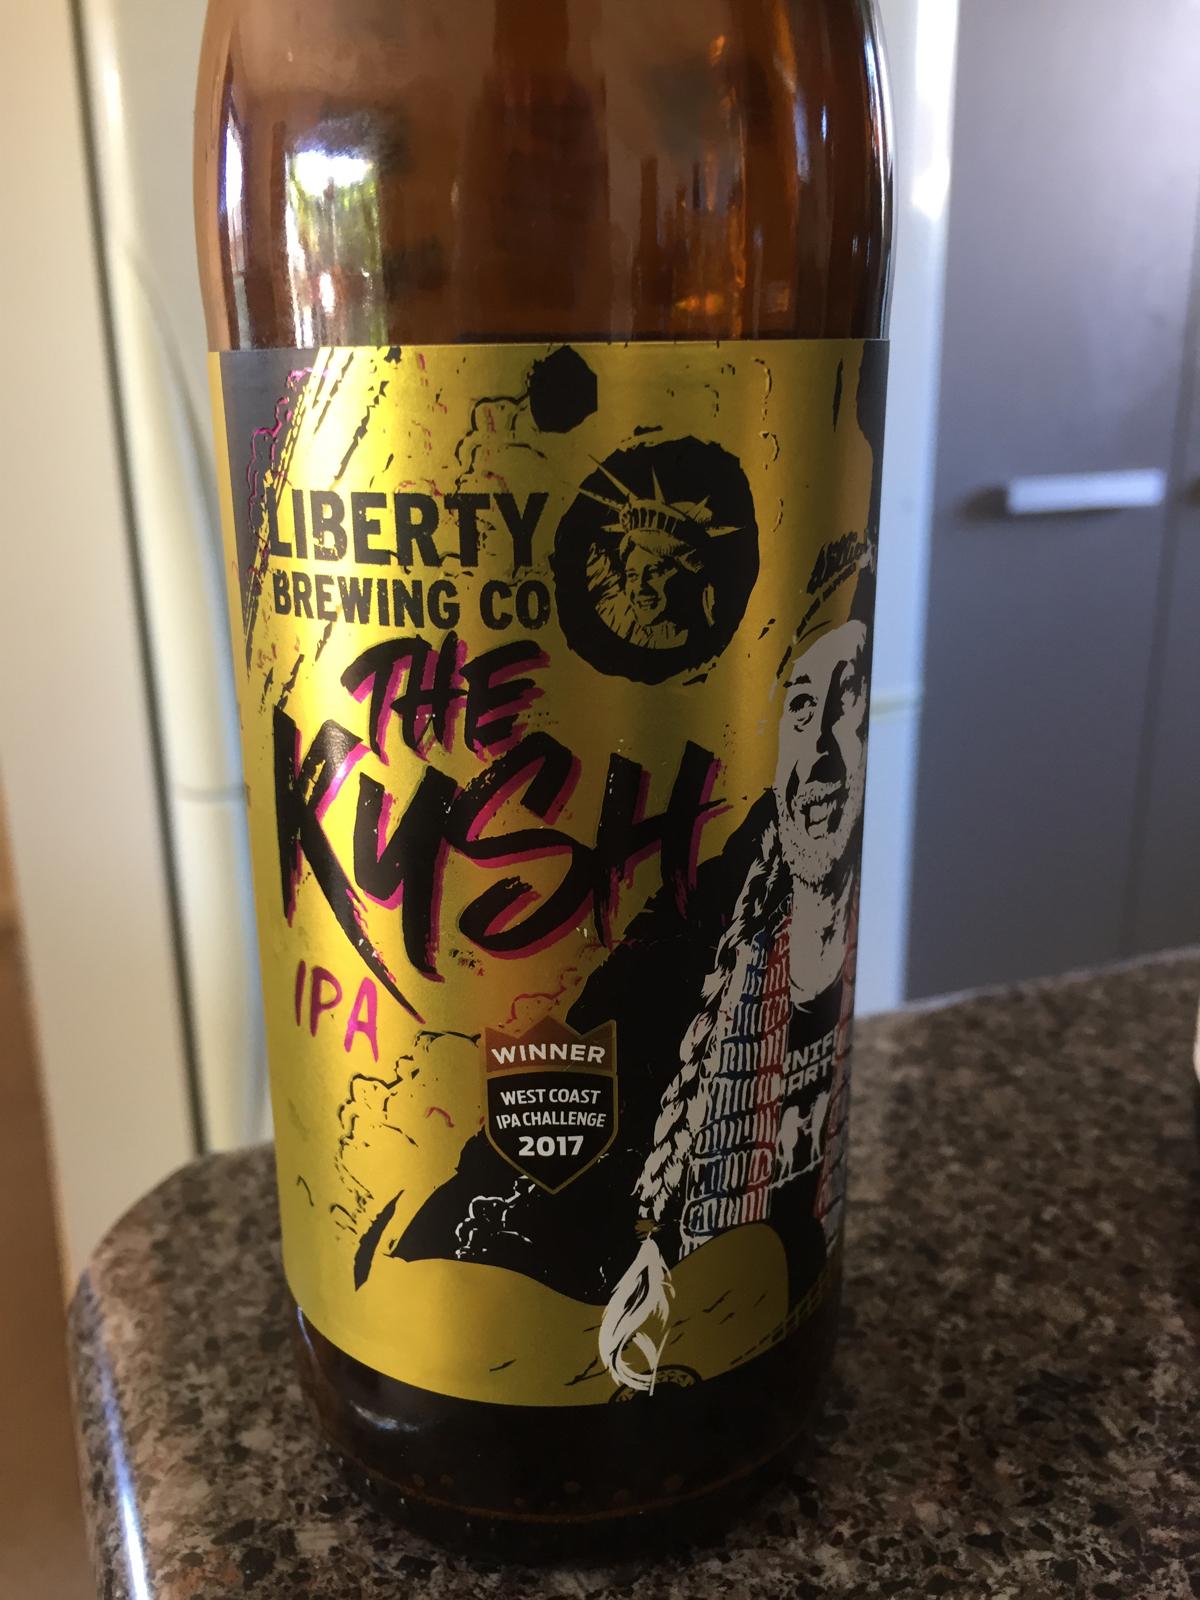 LIBERTY
BREWING CO
THE
KUSH
IPA
WINNER
WEST COAST
IPA CHALLENGE
2017